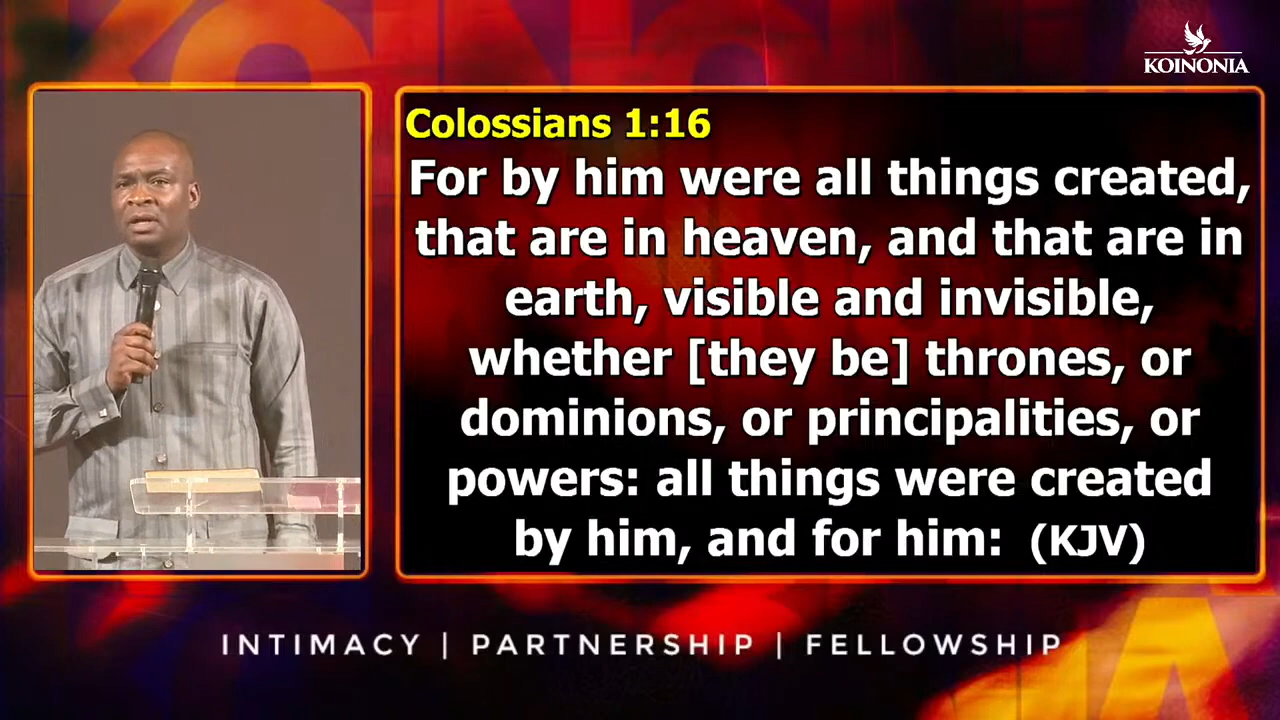 KOINONIA
Colossians 1:16
For by him were all things created,
that are in heaven, and that are in
earth, visible and invisible,
whether [they be] thrones, or
dominions, or principalities, or
powers: all things were created
by him, and for him: (KJV)
INTIMACY | PARTNERSHIP | FELLOWSHIP